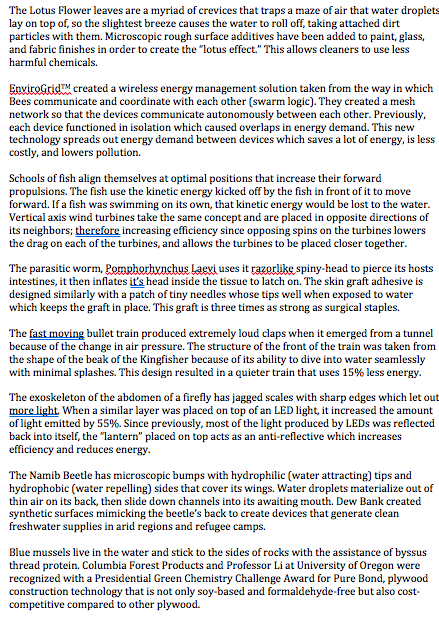 The Lotus Flower leaves are a myriad of crevices that traps a maze of air that water droplets
lay on top of, so the slightest breeze causes the water to roll off, taking attached dirt
particles with them. Microscopic rough surface additives have been added to paint, glass,
and fabric finishes in order to create the "lotus effect." This allows cleaners to use less
harmful chemicals.
EnviroGrid™ created a wireless energy management solution taken from the way in which
Bees communicate and coordinate with each other (swarm logic). They created a mesh
network so that the devices communicate autonomously between each other. Previously,
each device functioned in isolation which caused overlaps in energy demand. This new
technology spreads out energy demand between devices which saves a lot of energy, is less
costly, and lowers pollution.
Schools of fish align themselves at optimal positions that increase their forward
propulsions. The fish use the kinetic energy kicked off by the fish in front of it to move
forward. If a fish was swimming on its own, that kinetic energy would be lost to the water.
Vertical axis wind turbines take the same concept and are placed in opposite directions of
its neighbors; therefore increasing efficiency since opposing spins on the turbines lowers
the drag on each of the turbines, and allows the turbines to be placed closer together.
The parasitic worm, Pomphorhynchus Laevi uses it razorlike spiny-head to pierce its hosts
intestines, it then inflates it's head inside the tissue to latch on. The skin graft adhesive is
designed similarly with a patch of tiny needles whose tips well when exposed to water
which keeps the graft in place. This graft is three times as strong as surgical staples.
The fast moving bullet train produced extremely loud claps when it emerged from a tunnel
because of the change in air pressure. The structure of the front of the train was taken from
the shape of the beak of the Kingfisher because of its ability to dive into water seamlessly
with minimal splashes. This design resulted in a quieter train that uses 15% less energy.
The exoskeleton of the abdomen of a firefly has jagged scales with sharp edges which let out
more light. When a similar layer was placed on top of an LED light, it increased the amount
of light emitted by 55%. Since previously, most of the light produced by LEDs was reflected
back into itself, the "lantern" placed on top acts as an anti-reflective which increases
efficiency and reduces energy.
The Namib Beetle has microscopic bumps with hydrophilic (water attracting) tips and
hydrophobic (water repelling) sides that cover its wings. Water droplets materialize out of
thin air on its back, then slide down channels into its awaiting mouth. Dew Bank created
synthetic surfaces mimicking the beetle's back to create devices that generate clean
freshwater supplies in arid regions and refugee camps.
Blue mussels live in the water and stick to the sides of rocks with the assistance of byssus
thread protein. Columbia Forest Products and Professor Li at University of Oregon were
recognized with a Presidential Green Chemistry Challenge Award for Pure Bond, plywood
construction technology that is not only soy-based and formaldehyde-free but also cost-
competitive compared to other plywood.